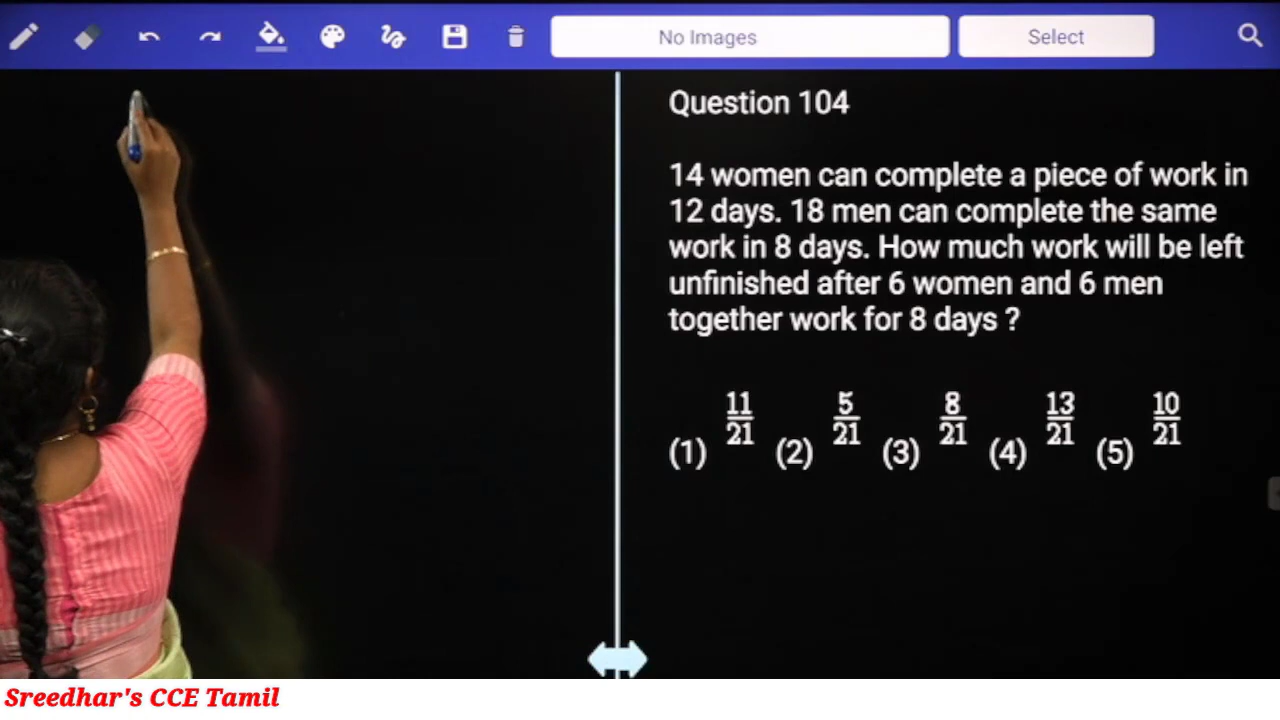 No Images
Select
Question 104
14 women can complete a piece of work in
12 days. 18 men can complete the same
work in 8 days. How much work will be left
unfinished after 6 women and 6 men
together work for 8 days ?
(1) 11/21 (2) 5/21 (3) 8/21 (4) 13/21 (5) 10/21
Sreedhar's CCE Tamil